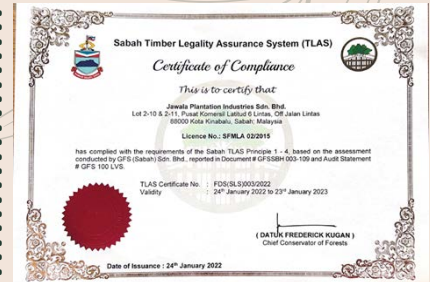 Sabah Timber Legality Assurance System (TLAS)
Certificate of Compliance
This is to certify that
Jawala Plantation Industries Sdn. Bhd.
Lot 2-10 & 2-11, Pusat Komersil Latitud 6 Lintas, Off Jalan Lintas
88000 Kota Kinabalu, Sabah; Malaysia
Licence No.: SFMLA 02/2015
has complied with the requirements of the Sabah TLAS Principle 1 - 4, based on the assessment
conducted by GFS (Sabah) Sdn. Bhd., reported in Document # GFSSBH 003-109 and Audit Statement
# GFS 100 LVS.
TLAS Certificate No. : FDS(SLS)003/2022
Validity : 24th January 2022 to 23rd January 2023
( DATUK FREDERICK KUGAN )
Chief Conservator of Forests
Date of Issuance : 24th January 2022